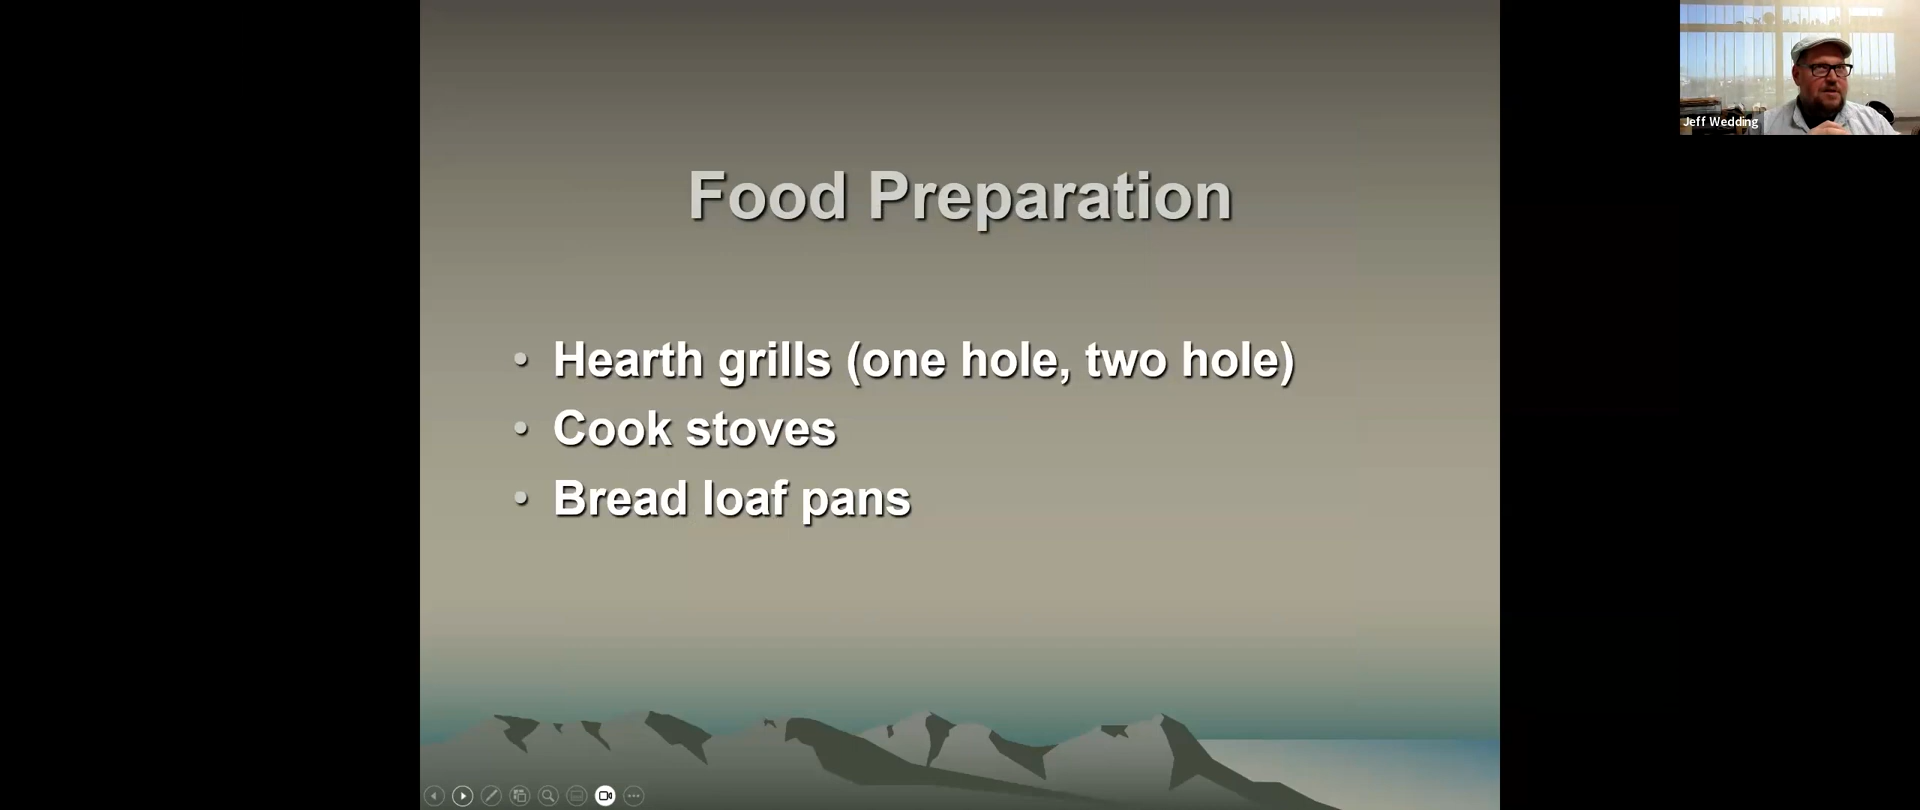 Food Preparation
Hearth grills (one hole, two hole)
Cook stoves
Bread loaf pans
Jeff Wedding